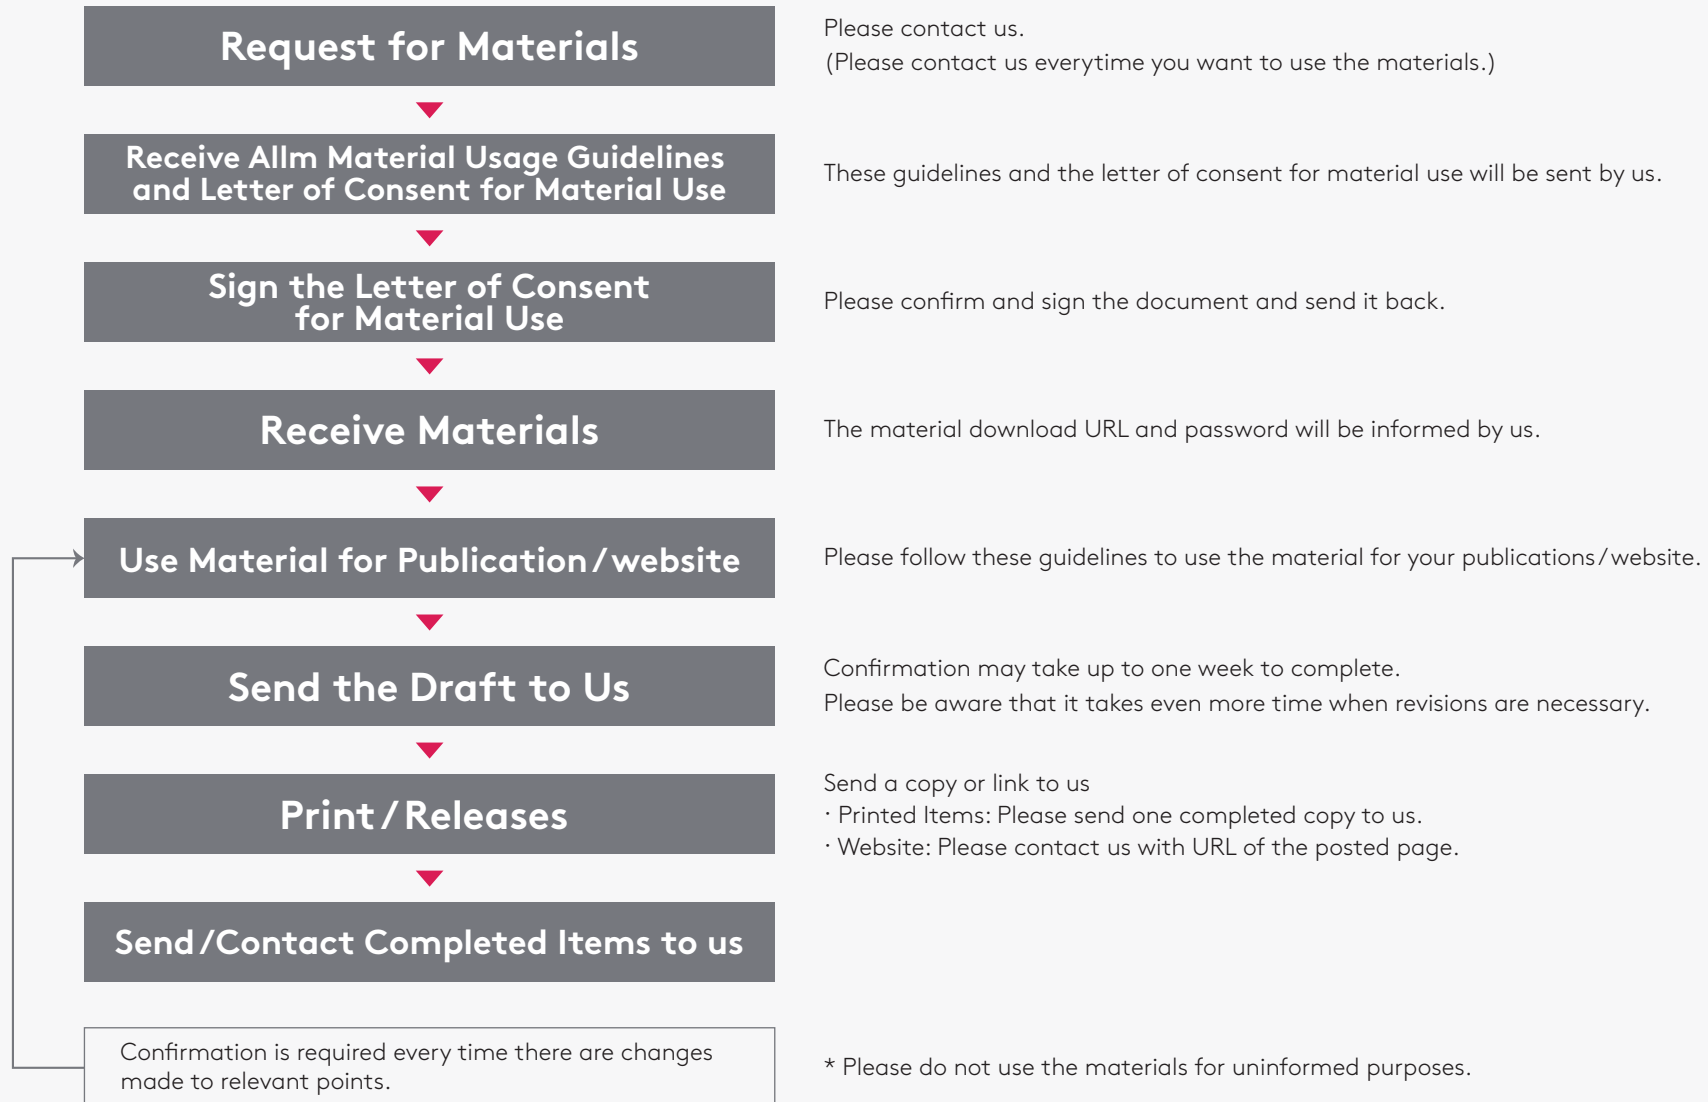 Request for Materials
Please contact us.
(Please contact us everytime you want to use the materials.)
Receive Allm Material Usage Guidelines
and Letter of Consent for Material Use
These guidelines and the letter of consent for material use will be sent by us.
Sign the Letter of Consent
for Material Use
Please confirm and sign the document and send it back.
Receive Materials
The material download URL and password will be informed by us.
Use Material for Publication/website
Please follow these guidelines to use the material for your publications/website.
Send the Draft to Us
Confirmation may take up to one week to complete.
Please be aware that it takes even more time when revisions are necessary.
Print/Releases
Send a copy or link to us
・Printed Items: Please send one completed copy to us.
・Website: Please contact us with URL of the posted page.
Send/Contact Completed Items to us
Confirmation is required every time there are changes
made to relevant points.
* Please do not use the materials for uninformed purposes.